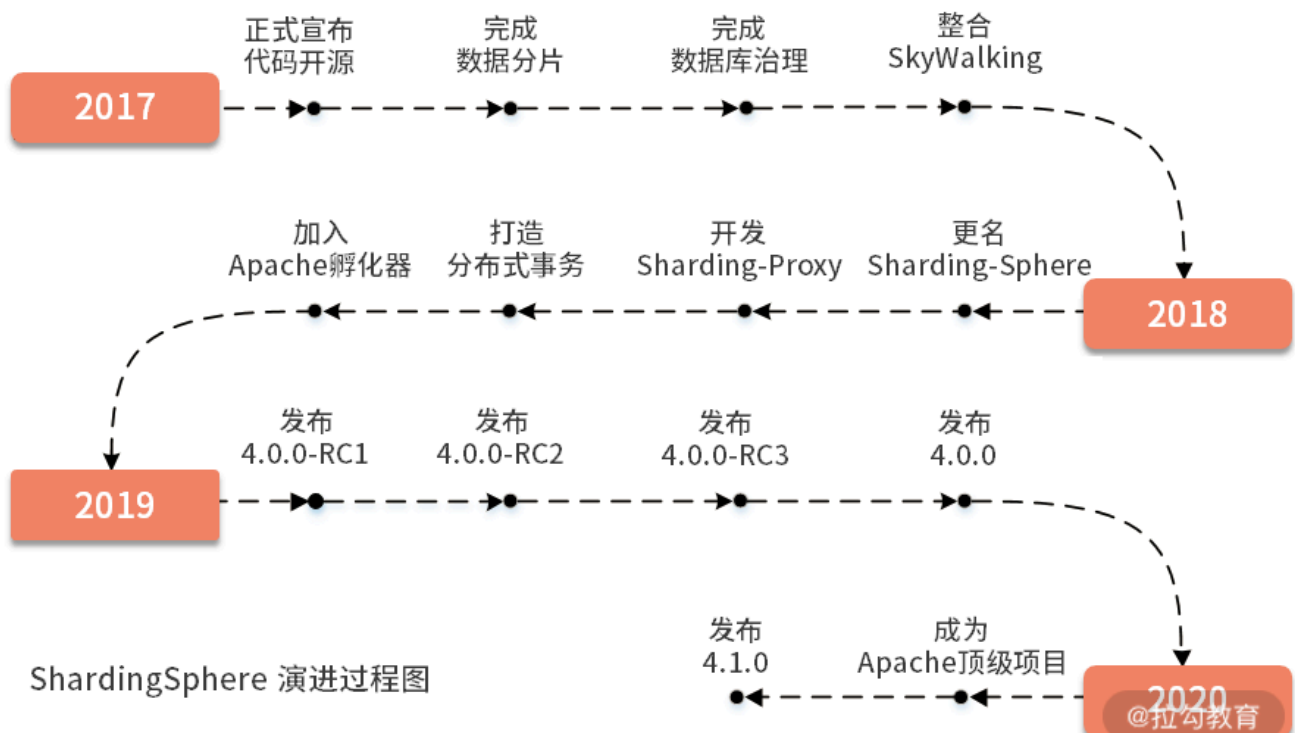 2017
正式宣布
代码开源
完成
数据分片
完成
数据库治理
整合
SkyWalking
2018
更名
Sharding-Sphere
开发
Sharding-Proxy
打造
分布式事务
加入
Apache孵化器
2019
发布
4.0.0-RC1
发布
4.0.0-RC2
发布
4.0.0-RC3
发布
4.0.0
2020
成为
Apache顶级项目
发布
4.1.0
ShardingSphere 演进过程图
@拉勾教育